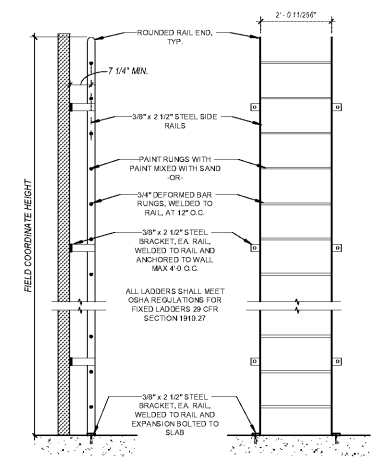 2' - 0 11/256"
ROUNDED RAIL END,
TYP.
7 1/4" MIN.
3/8" x 2 1/2" STEEL SIDE
RAILS
PAINT RUNGS WITH
PAINT MIXED WITH SAND
-OR-
3/4" DEFORMED BAR
RUNGS, WELDED TO
RAIL, AT 12" O.C.
3/8" x 2 1/2" STEEL
BRACKET, EA. RAIL,
WELDED TO RAIL AND
ANCHORED TO WALL
MAX 4'-0 O.C.
FIELD COORDINATE HEIGHT
ALL LADDERS SHALL MEET
OSHA REGULATIONS FOR
FIXED LADDERS 29 CFR
SECTION 1910.27
3/8" x 2 1/2" STEEL
BRACKET, EA. RAIL,
WELDED TO RAIL AND
EXPANSION BOLTED TO
SLAB